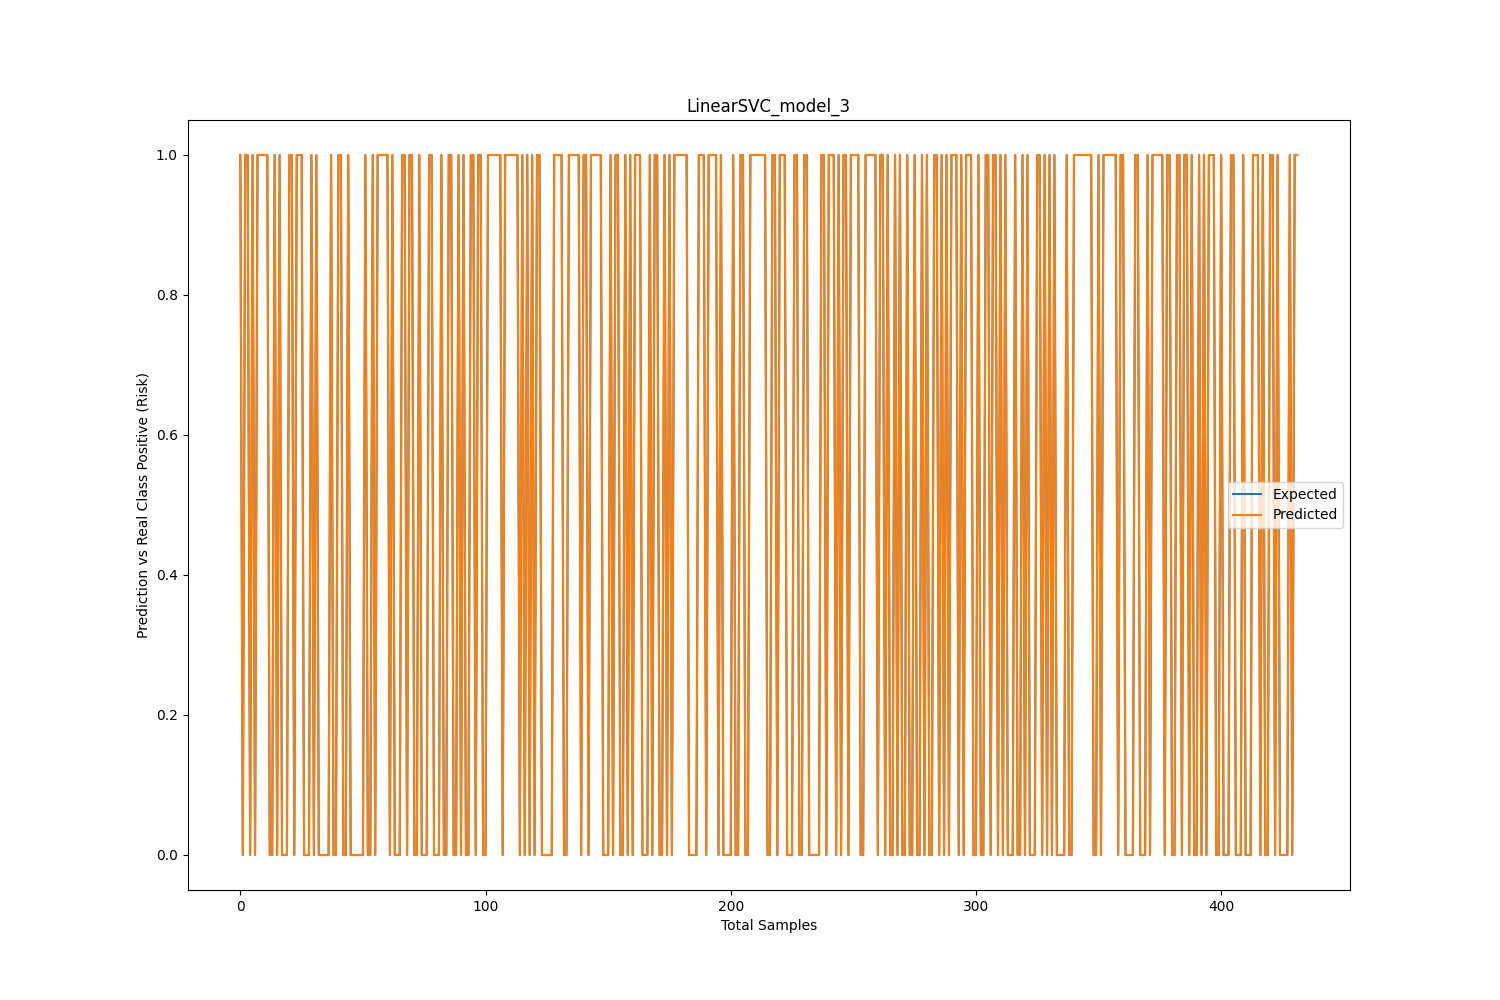 LinearSVC_model_3
1.0
0.8
0.6
0.4
0.2
0.0
Prediction vs Real Class Positive (Risk)
Expected
Predicted
0 100 200 300 400
Total Samples